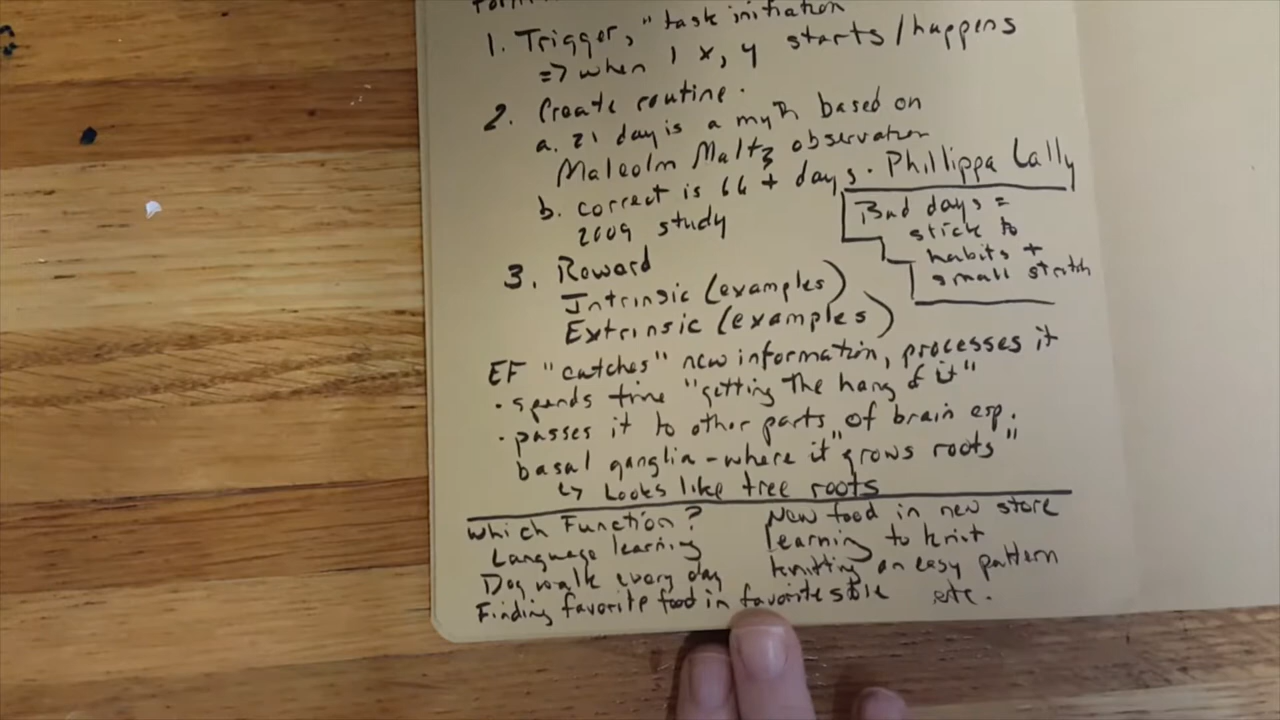 1. Trigger, "task initiation
=> when 1 x, y starts/happens
2. Create routine.
a. 21 day is a myth based on
Malcolm Maltz observation
b. correct is 66+ days. Phillippa Lally
2009 study
Bad days =
stick to
habits +
small stretch
3. Reward
Intrinsic (examples)
Extrinsic (examples)
EF "catches" new information, processes it
• spends time "getting the hang of it"
• passes it to other parts of brain esp.
basal ganglia - where it "grows roots"
↳ Looks like tree roots
Which Function?
Language learning
Dog walk every day
Finding favorite food in favorite store
New food in new store
learning to knit
knitting an easy pattern
etc.